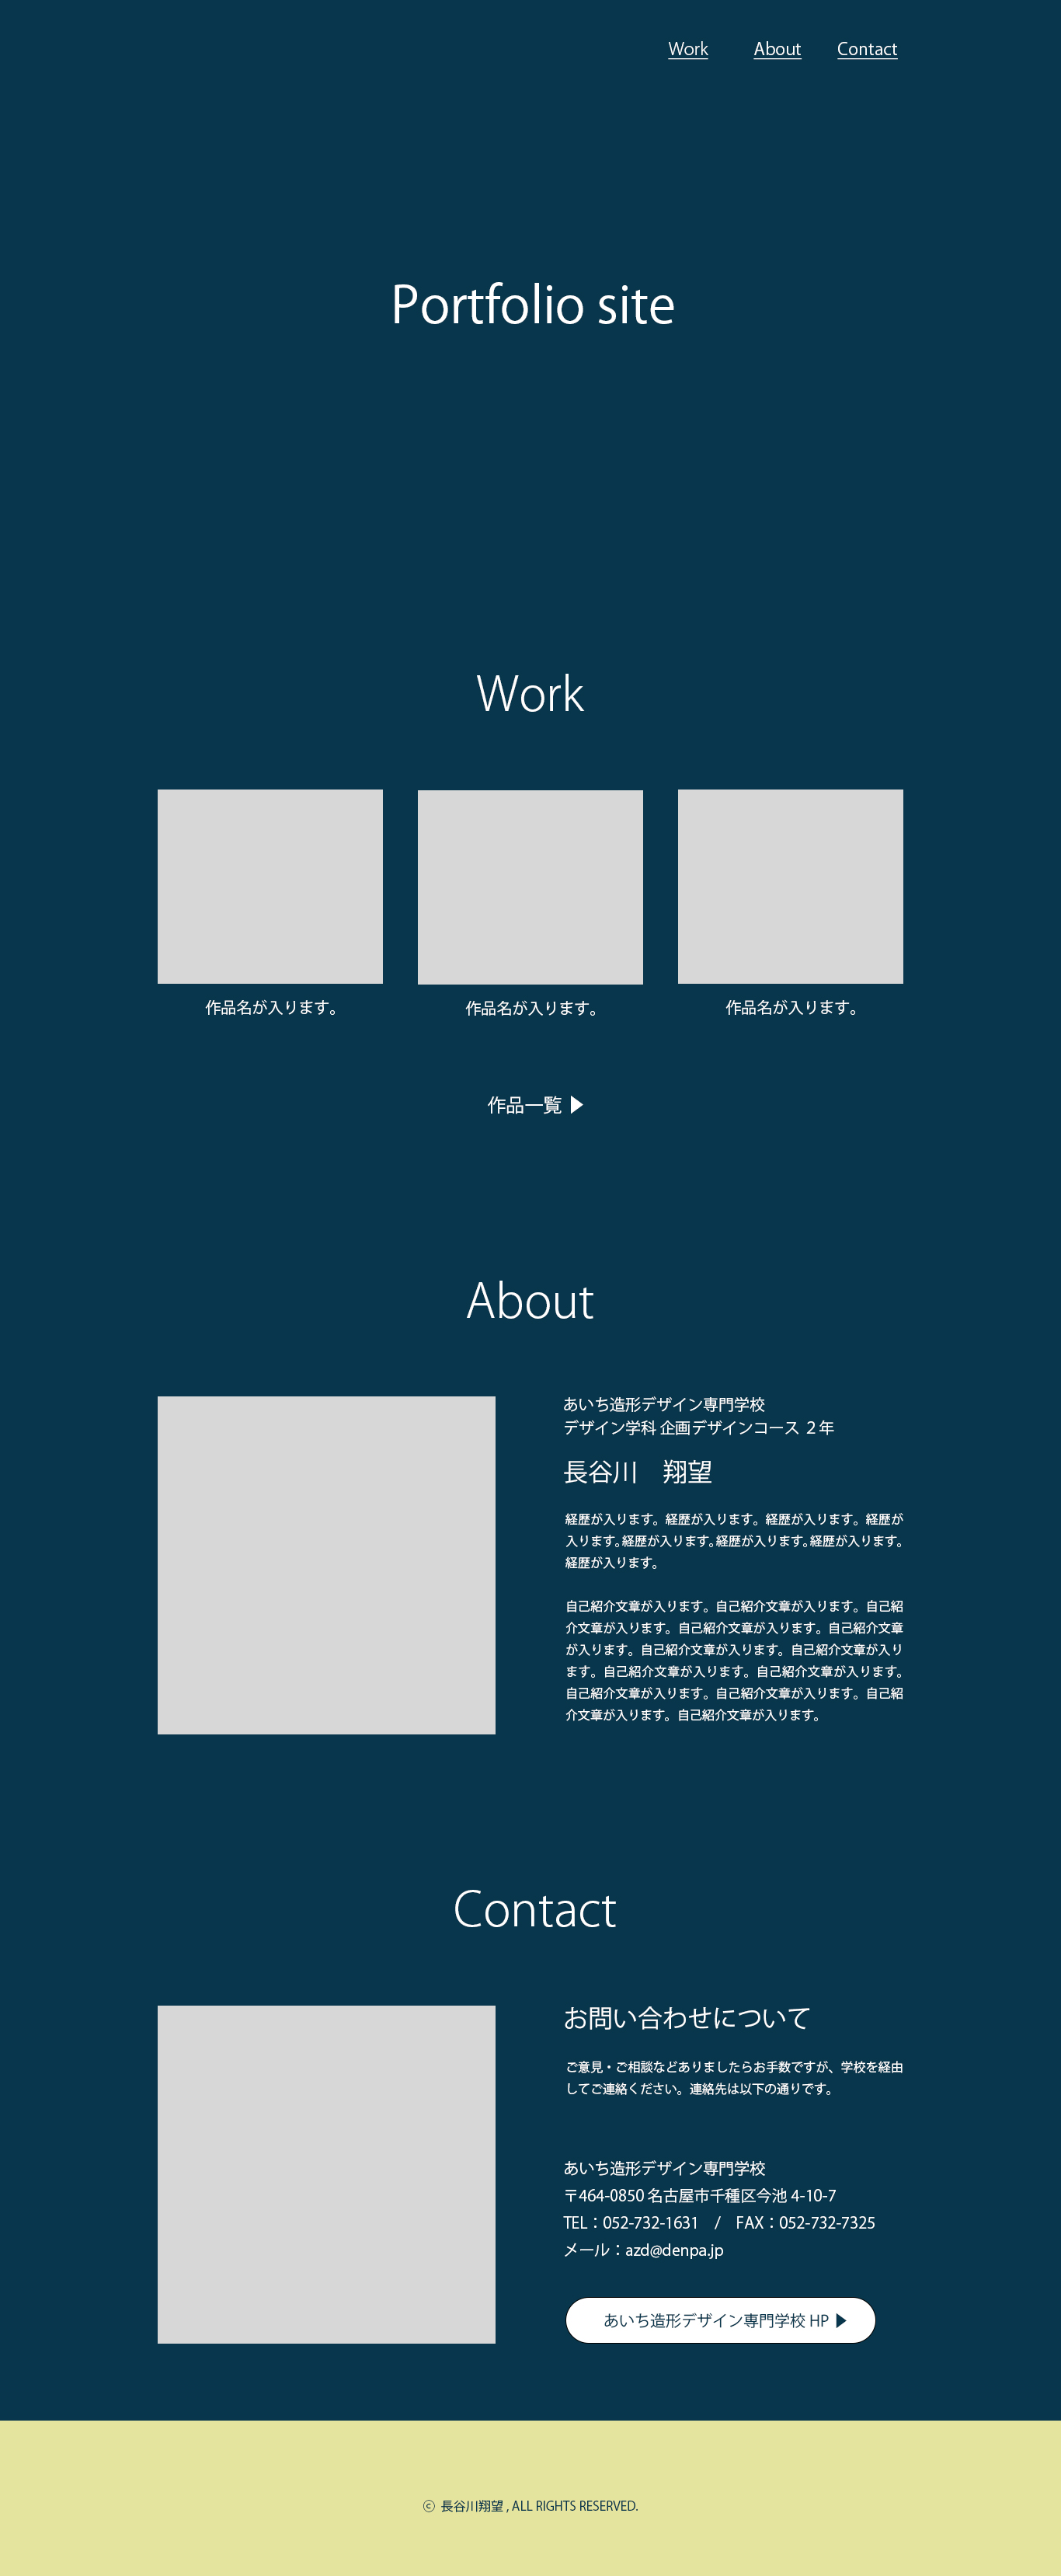 Work About Contact
Portfolio site
Work
作品名が入ります。
作品名が入ります。
作品名が入ります。
作品一覧 ▶
About
あいち造形デザイン専門学校
デザイン学科 企画デザインコース ２年
長谷川　翔望
経歴が入ります。経歴が入ります。経歴が入ります。経歴が
入ります。経歴が入ります。経歴が入ります。経歴が入ります。
経歴が入ります。
自己紹介文章が入ります。自己紹介文章が入ります。自己紹
介文章が入ります。自己紹介文章が入ります。自己紹介文章
が入ります。自己紹介文章が入ります。自己紹介文章が入り
ます。自己紹介文章が入ります。自己紹介文章が入ります。
自己紹介文章が入ります。自己紹介文章が入ります。自己紹
介文章が入ります。自己紹介文章が入ります。
Contact
お問い合わせについて
ご意見・ご相談などありましたらお手数ですが、学校を経由
してご連絡ください。連絡先は以下の通りです。
あいち造形デザイン専門学校
〒464-0850 名古屋市千種区今池 4-10-7
TEL：052-732-1631　/　FAX：052-732-7325
メール：azd@denpa.jp
あいち造形デザイン専門学校 HP ▶
ⓒ 長谷川翔望 , ALL RIGHTS RESERVED.